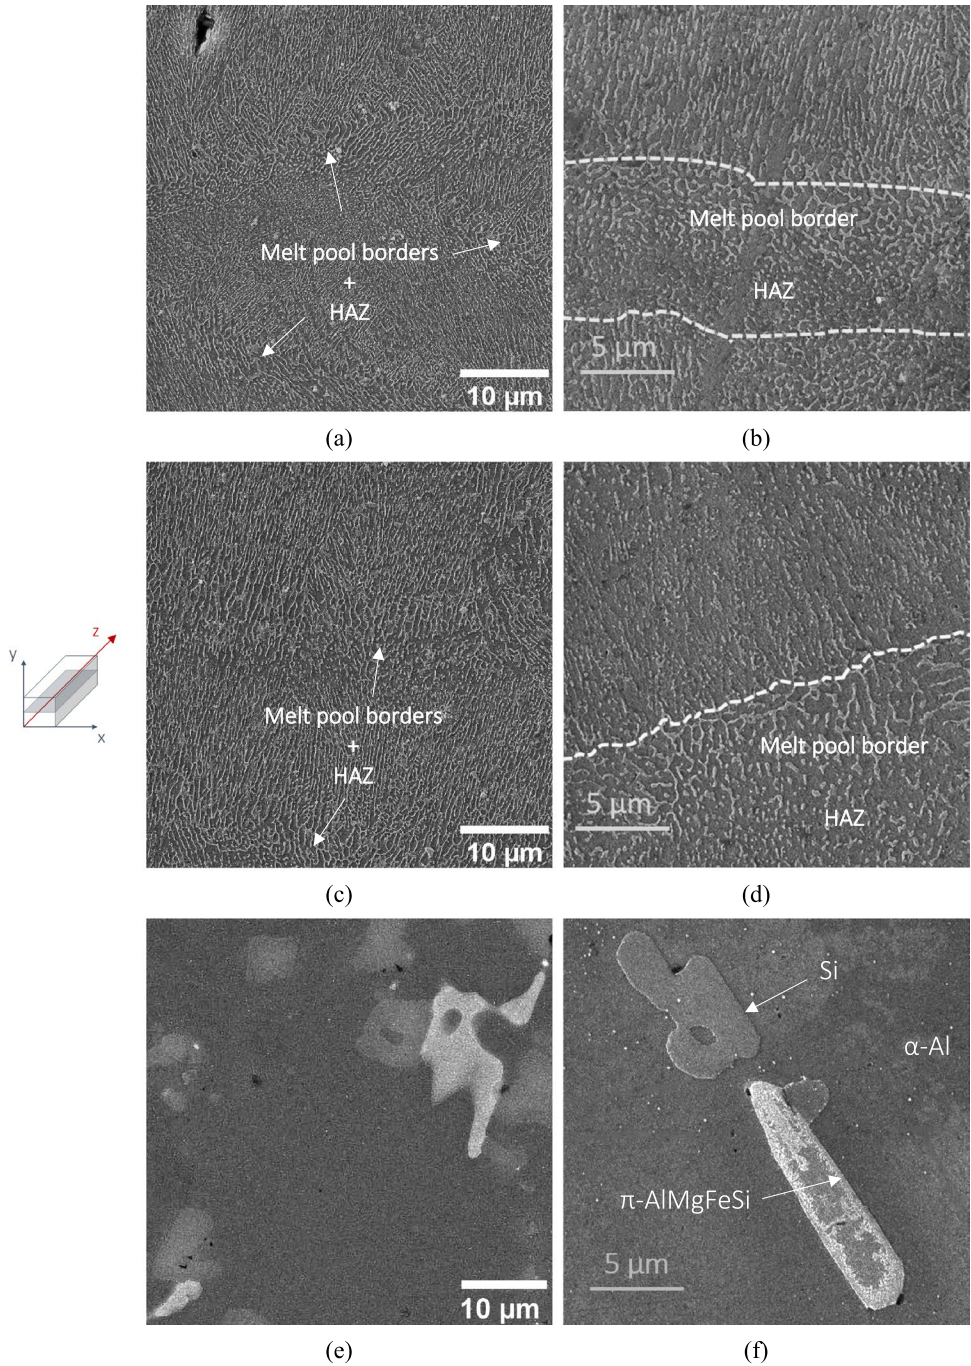 Melt pool borders
+
HAZ
10 μm
(a)
Melt pool border
HAZ
5 μm
(b)
y
z
x
Melt pool borders
+
HAZ
10 μm
(c)
Melt pool border
5 μm
HAZ
(d)
10 μm
(e)
Si
α-Al
π-AlMgFeSi
5 μm
(f)